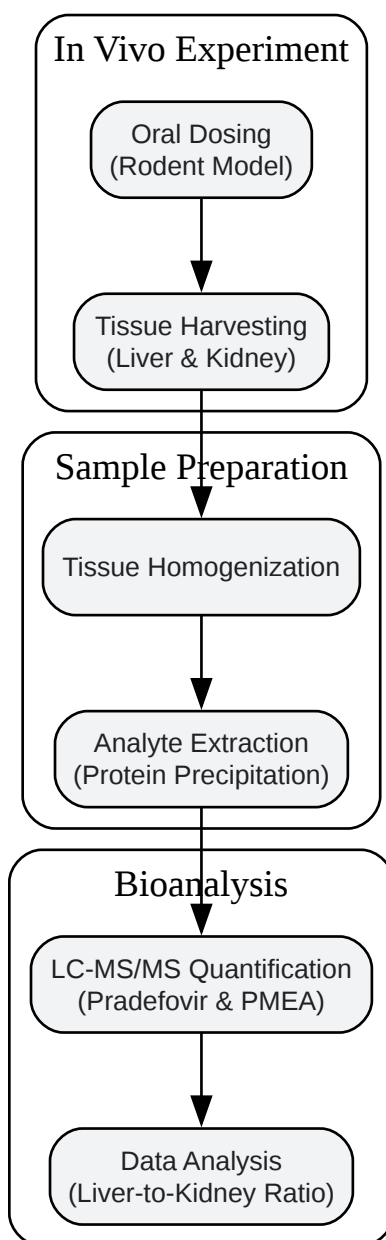 In Vivo Experiment
Oral Dosing
(Rodent Model)
Tissue Harvesting
(Liver & Kidney)
Sample Preparation
Tissue Homogenization
Analyte Extraction
(Protein Precipitation)
Bioanalysis
LC-MS/MS Quantification
(Pradefovir & PMEA)
Data Analysis
(Liver-to-Kidney Ratio)